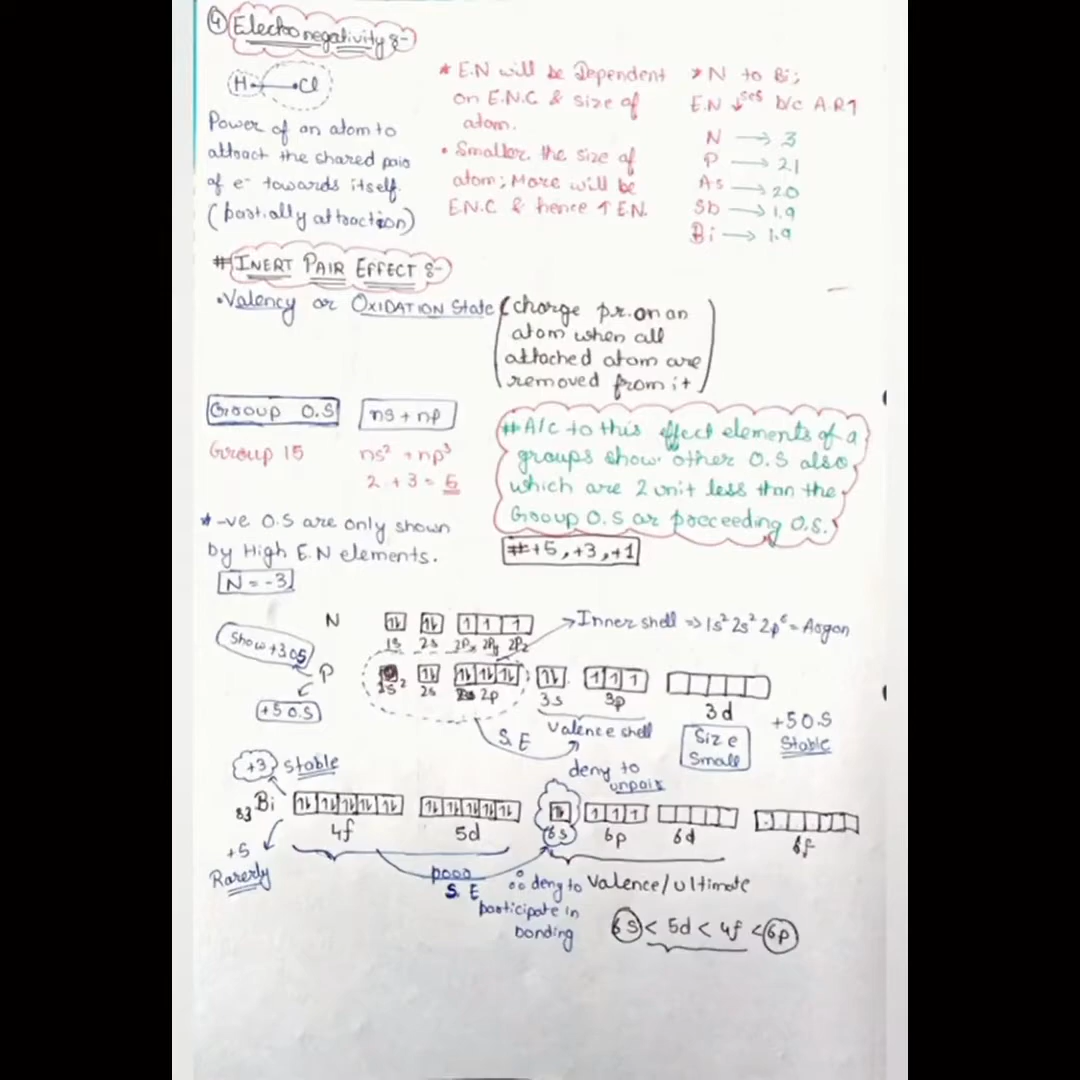 ④ Electronegativity :-
H. Cl
Power of an atom to
attract the shared pair
of e⁻ towards itself.
(partially attraction)
* E.N will be Dependent
on E.N.C & size of
atom.
• Smaller the size of
atom; More will be
E.N.C & hence ↑ E.N.
* N to Bi;
E.N ↓ses b/c A.R↑
N → 3
P → 2.1
As → 2.0
Sb → 1.9
Bi → 1.9
# INERT PAIR EFFECT :-
• Valency or OXIDATION State (charge pr. on an
atom when all
attached atom are
removed from it)
Group O.S ns + np
Group 15 ns² + np³
2 + 3 = 5
# A/c to this effect elements of a
groups show other O.S also
which are 2 unit less than the
Group O.S or preceeding O.S.
# +5, +3, +1
* -ve O.S are only shown
by High E.N elements.
N = -3
N 1s 2s 2Px 2Py 2Pz
Inner shell ⇒ 1s² 2s² 2p⁶ = Argon
Show +3 O.S
P 2s 2p 3s 3p 3d
+5 O.S
S.E
Valence shell
Size
Small
+5 O.S
Stable
+3 stable
deny to
unpair
83 Bi 4f 5d 6s 6p 6d 6f
+5
Rarerly
poor
S.E
∴ deny to
participate in
bonding
Valence/ultimate
6s < 5d < 4f < 6p